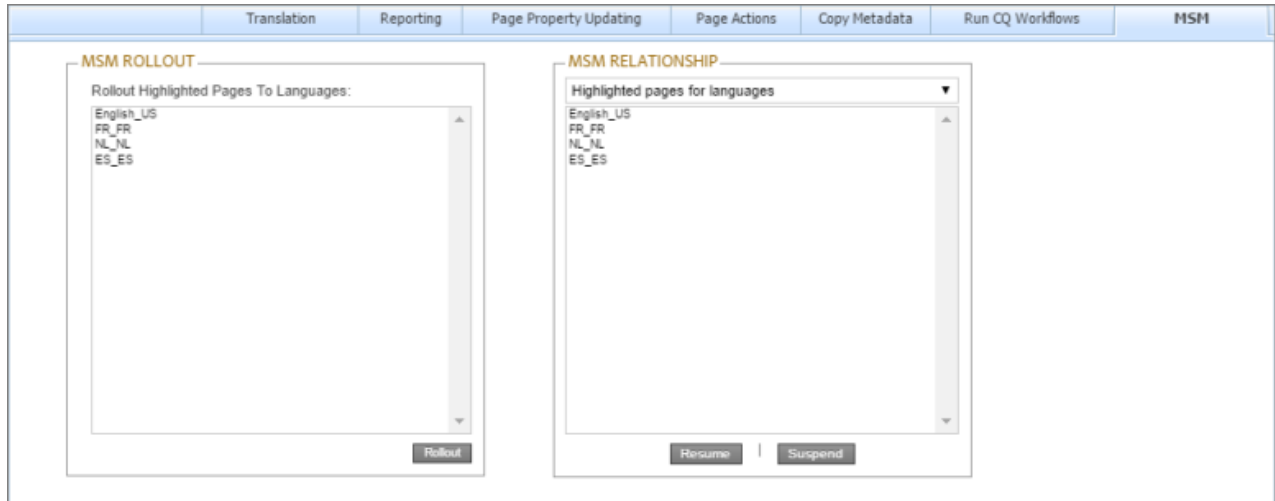 Translation Reporting Page Property Updating Page Actions Copy Metadata Run CQ Workflows MSM
MSM ROLLOUT
Rollout Highlighted Pages To Languages:
English_US
FR_FR
NL_NL
ES_ES
Rollout
MSM RELATIONSHIP
Highlighted pages for languages
English_US
FR_FR
NL_NL
ES_ES
Resume | Suspend